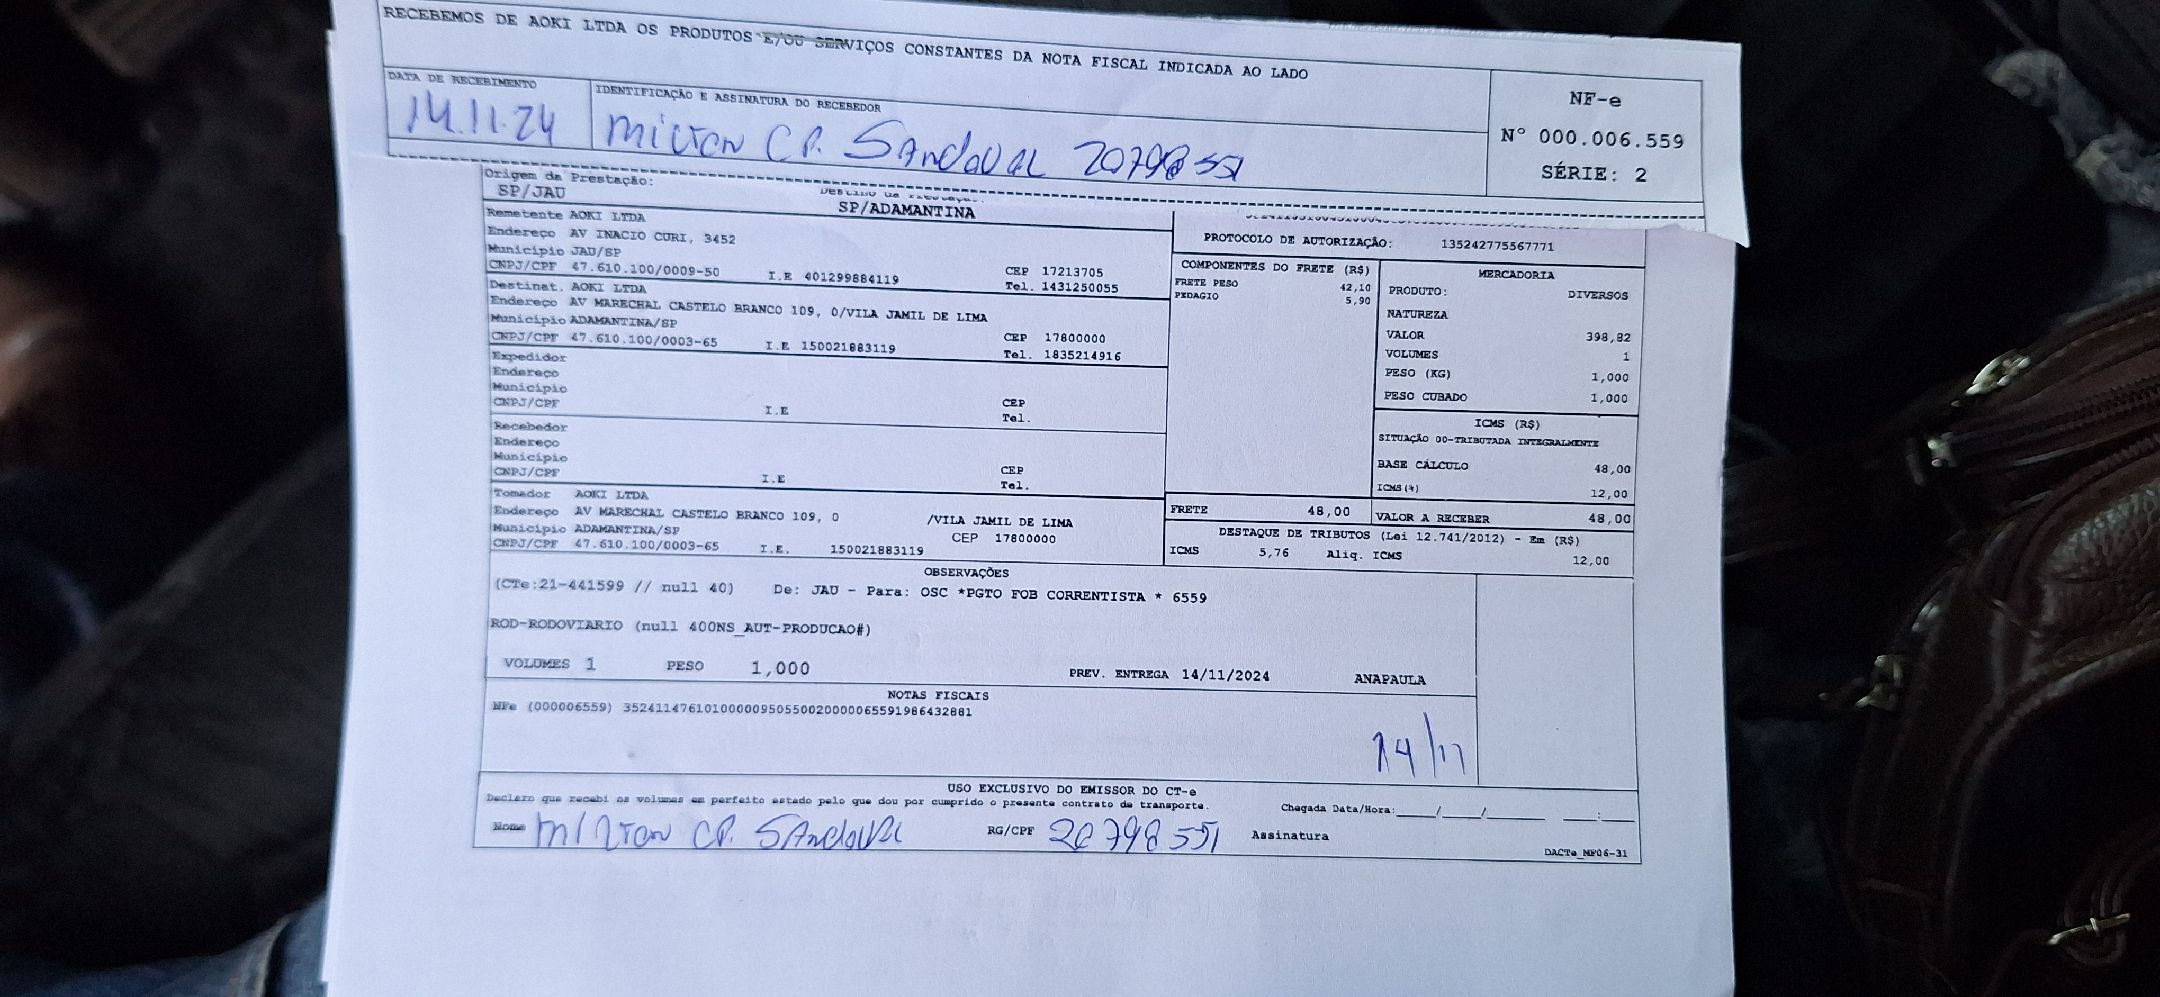 RECEBEMOS DE AOKI LTDA OS PRODUTOS E/OU SERVIÇOS CONSTANTES DA NOTA FISCAL INDICADA AO LADO
DATA DE RECEBIMENTO
14.11.24
IDENTIFICAÇÃO E ASSINATURA DO RECEBEDOR
milton CP. SAndoVAL 20798551
NF-e
Nº 000.006.559
SÉRIE: 2
Origem da Prestação:
SP/JAU
SP/ADAMANTINA
Remetente AOKI LTDA
Endereço AV INACIO CURI, 3452
Município JAU/SP
CNPJ/CPF 47.610.100/0009-50 I.E 401299884119
CEP 17213705
Tel. 1431250055
Destinat. AOKI LTDA
Endereço AV MARECHAL CASTELO BRANCO 109, 0/VILA JAMIL DE LIMA
Município ADAMANTINA/SP
CNPJ/CPF 47.610.100/0003-65 I.E 150021883119
CEP 17800000
Tel. 1835214916
Expedidor
Endereço
Município
CNPJ/CPF I.E
CEP
Tel.
Recebedor
Endereço
Município
CNPJ/CPF I.E
CEP
Tel.
Tomador AOKI LTDA
Endereço AV MARECHAL CASTELO BRANCO 109, 0 /VILA JAMIL DE LIMA
Município ADAMANTINA/SP CEP 17800000
CNPJ/CPF 47.610.100/0003-65 I.E. 150021883119
PROTOCOLO DE AUTORIZAÇÃO: 135242775567771
COMPONENTES DO FRETE (R$)
FRETE PESO 42,10
PEDAGIO 5,90
MERCADORIA
PRODUTO: DIVERSOS
NATUREZA
VALOR 398,82
VOLUMES 1
PESO (KG) 1,000
PESO CUBADO 1,000
ICMS (R$)
SITUAÇÃO 00-TRIBUTADA INTEGRALMENTE
BASE CÁLCULO 48,00
ICMS(%) 12,00
FRETE 48,00 VALOR A RECEBER 48,00
DESTAQUE DE TRIBUTOS (Lei 12.741/2012) - Em (R$)
ICMS 5,76 Aliq. ICMS 12,00
OBSERVAÇÕES
(CTe:21-441599 // null 40) De: JAU - Para: OSC *PGTO FOB CORRENTISTA * 6559
ROD-RODOVIARIO (null 400NS_AUT-PRODUCAO#)
VOLUMES 1 PESO 1,000 PREV. ENTREGA 14/11/2024 ANAPAULA
NOTAS FISCAIS
NFe (000006559) 35241147610100000950550020000065591986432881
14/11
USO EXCLUSIVO DO EMISSOR DO CT-e
Declaro que recebi os volumes em perfeito estado pelo que dou por cumprido o presente contrato de transporte.
Chegada Data/Hora:____/____/______ ____:____
Nome milton CP. SAndoVAL RG/CPF 20798551 Assinatura
DACTe_MP06-31